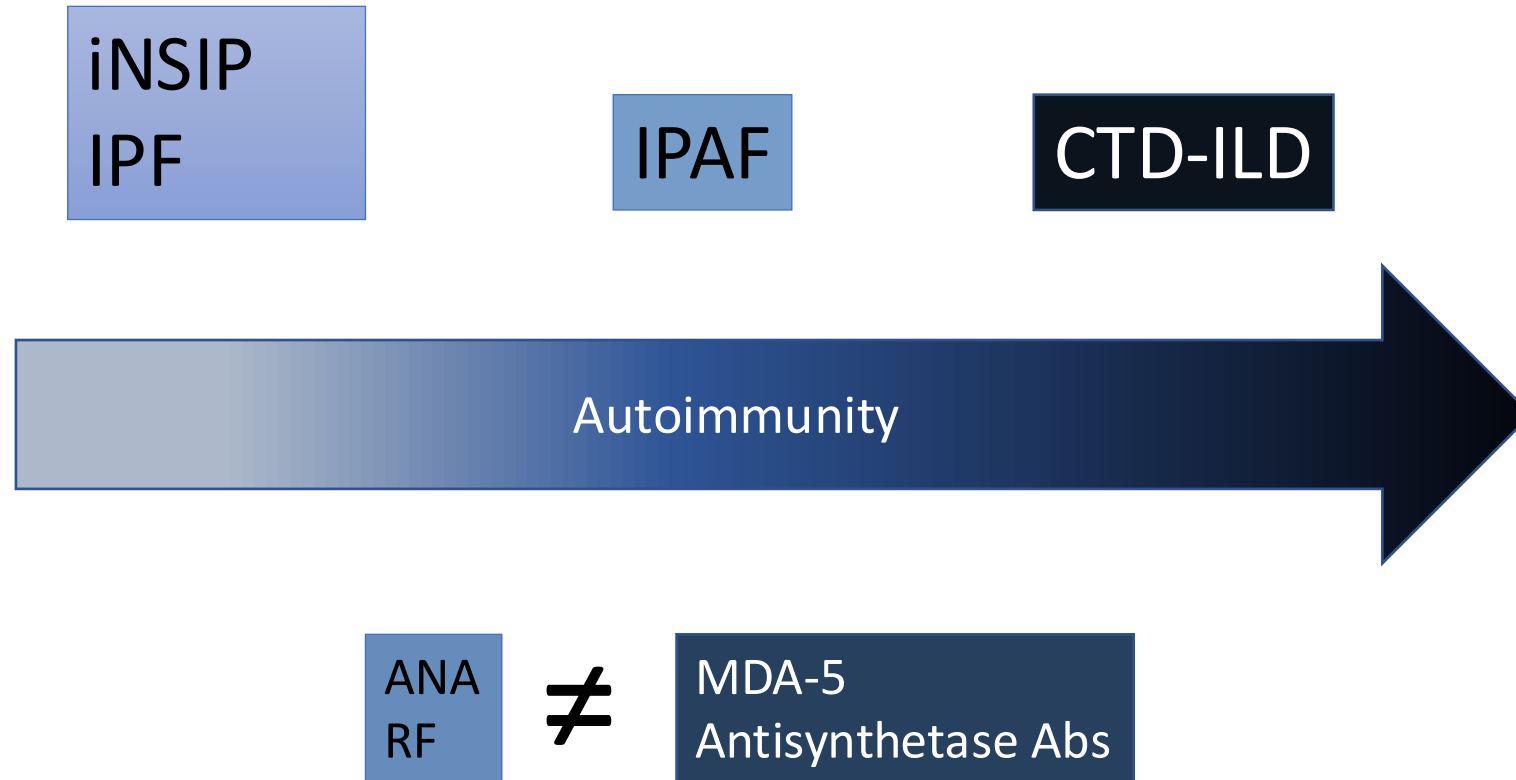 iNSIP
IPF
IPAF
CTD-ILD
Autoimmunity
ANA
RF
≠
MDA-5
Antisynthetase Abs